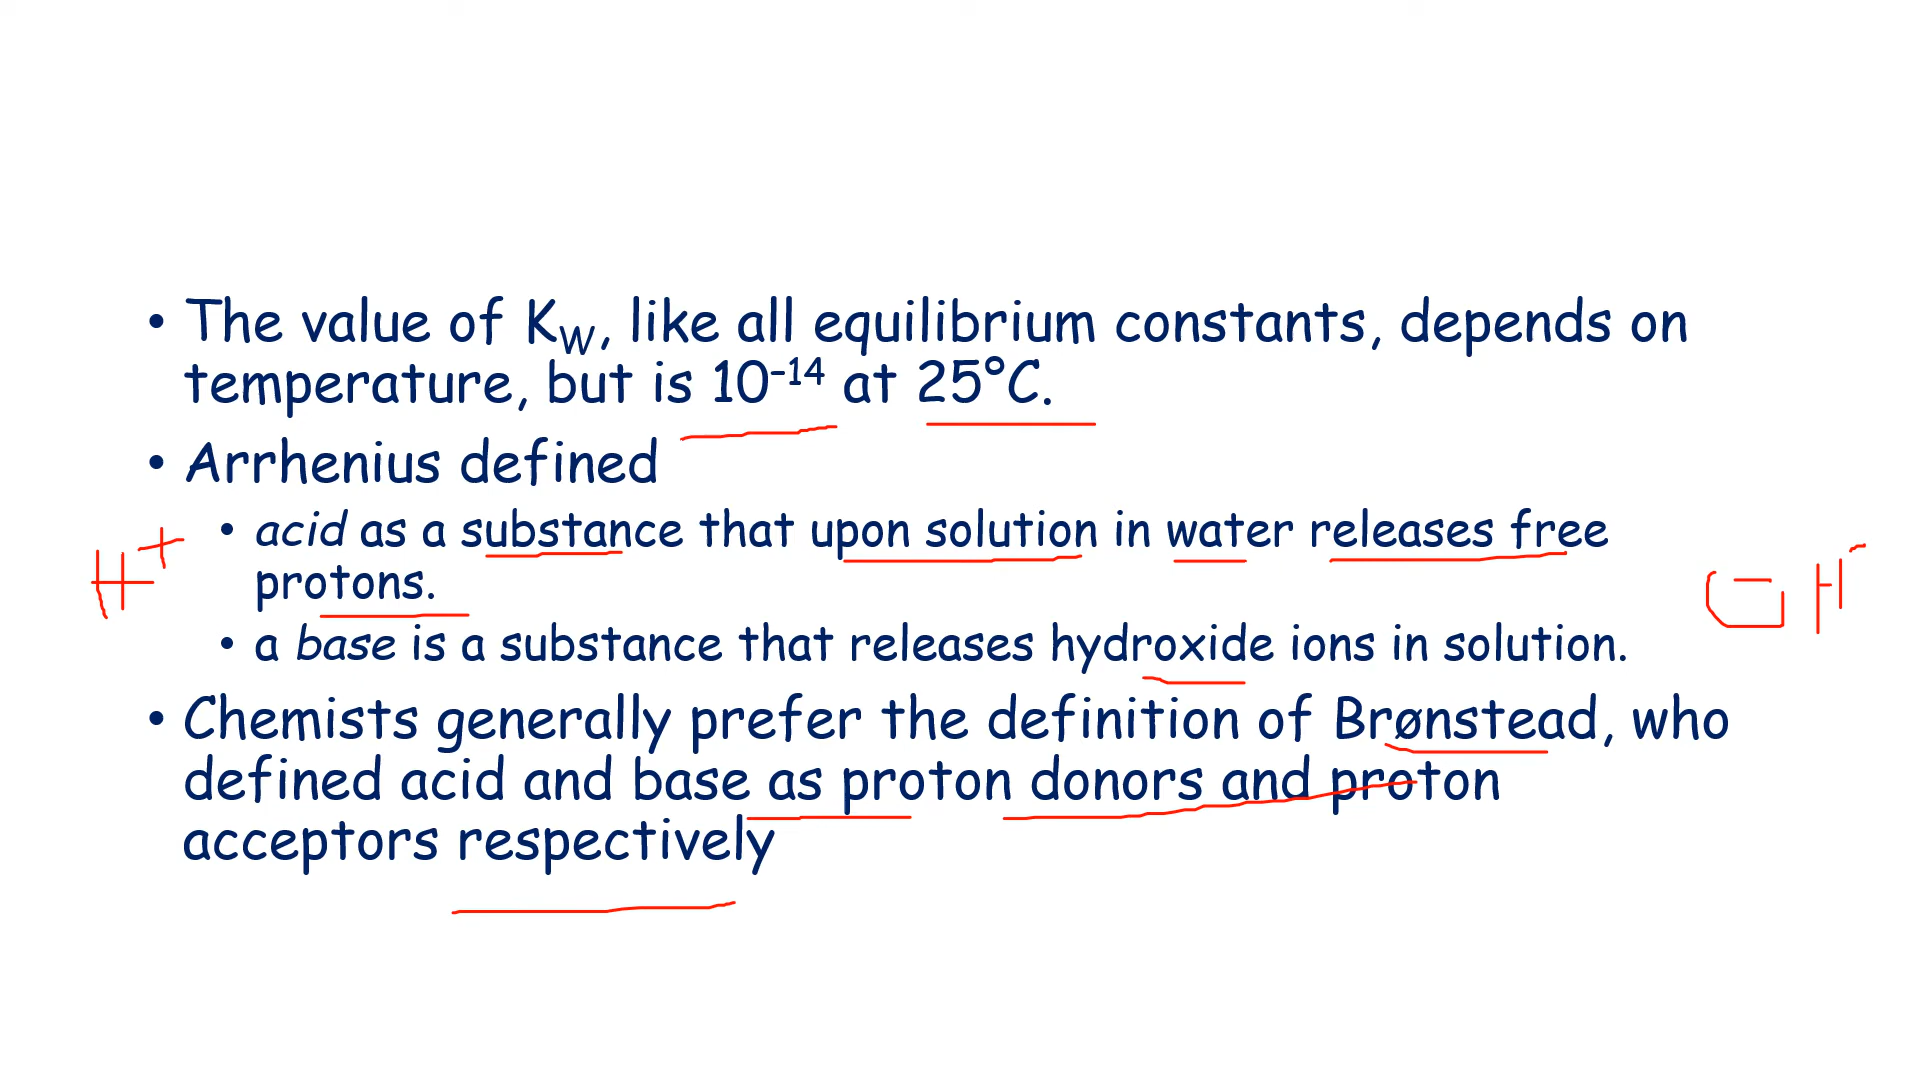 • The value of KW, like all equilibrium constants, depends on
temperature, but is 10⁻¹⁴ at 25°C.
• Arrhenius defined
• acid as a substance that upon solution in water releases free
protons.
H⁺
OH⁻
• a base is a substance that releases hydroxide ions in solution.
• Chemists generally prefer the definition of Brønstead, who
defined acid and base as proton donors and proton
acceptors respectively